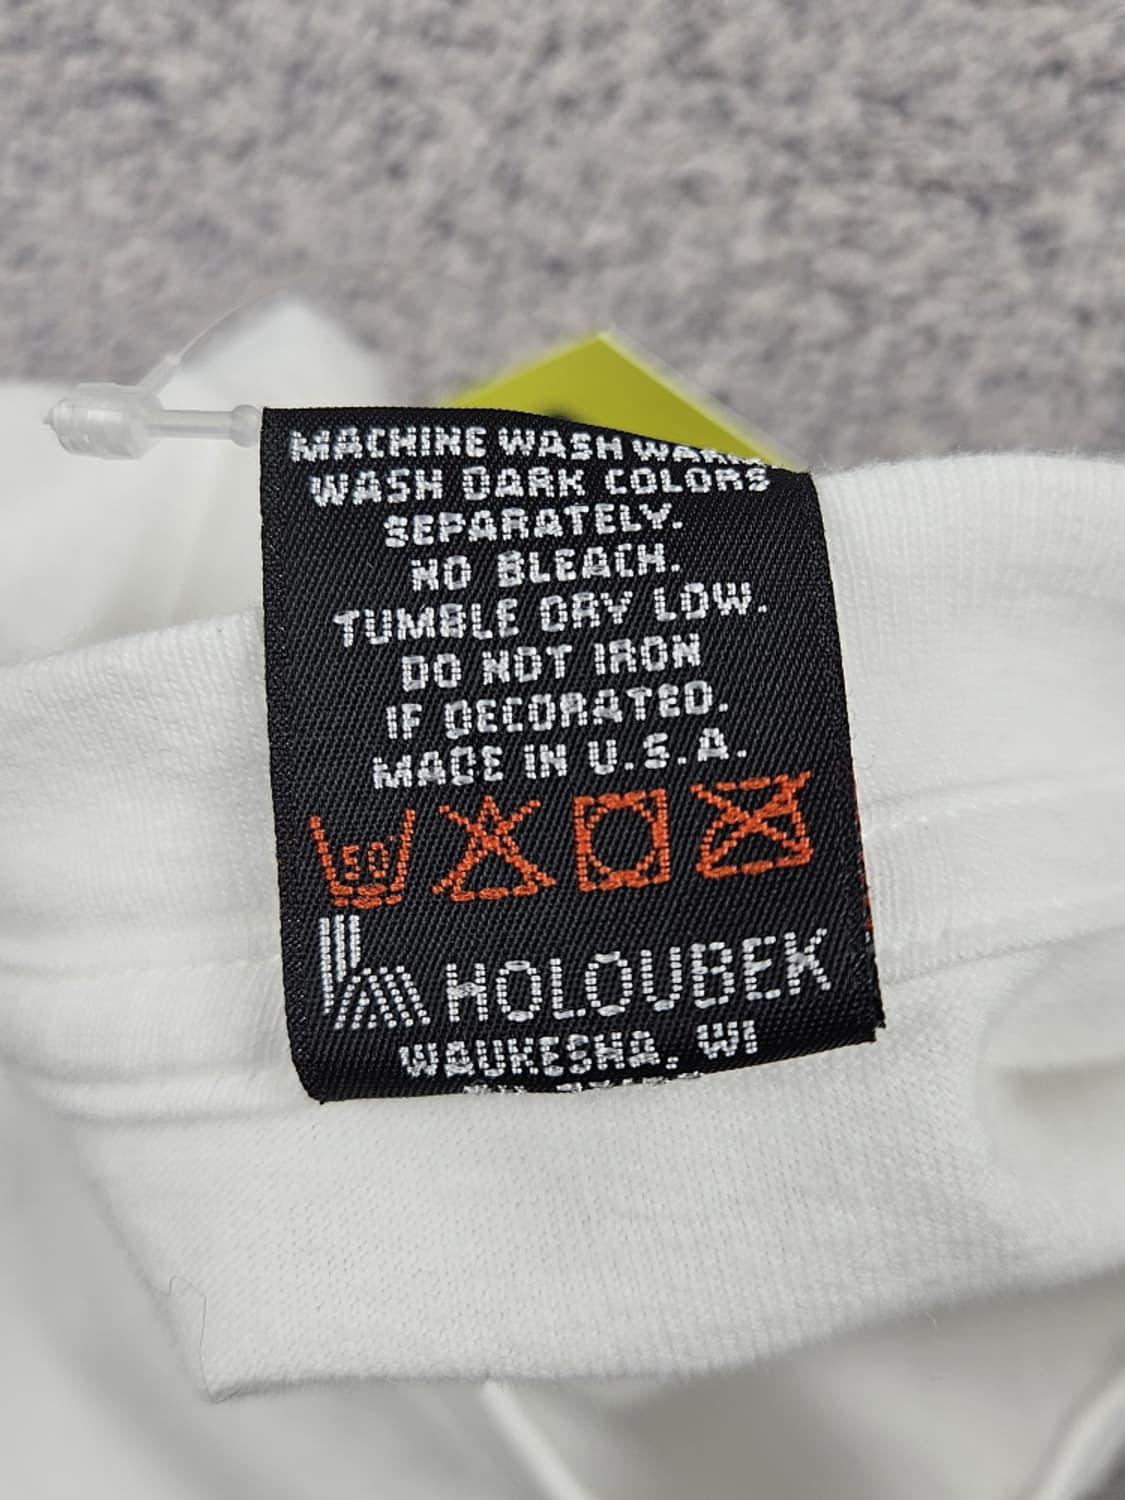 MACHINE WASH WARM
WASH DARK COLORS
SEPARATELY.
NO BLEACH.
TUMBLE DRY LOW.
DO NOT IRON
IF DECORATED.
MADE IN U.S.A.
50°
HOLOUBEK
WAUKESHA, WI